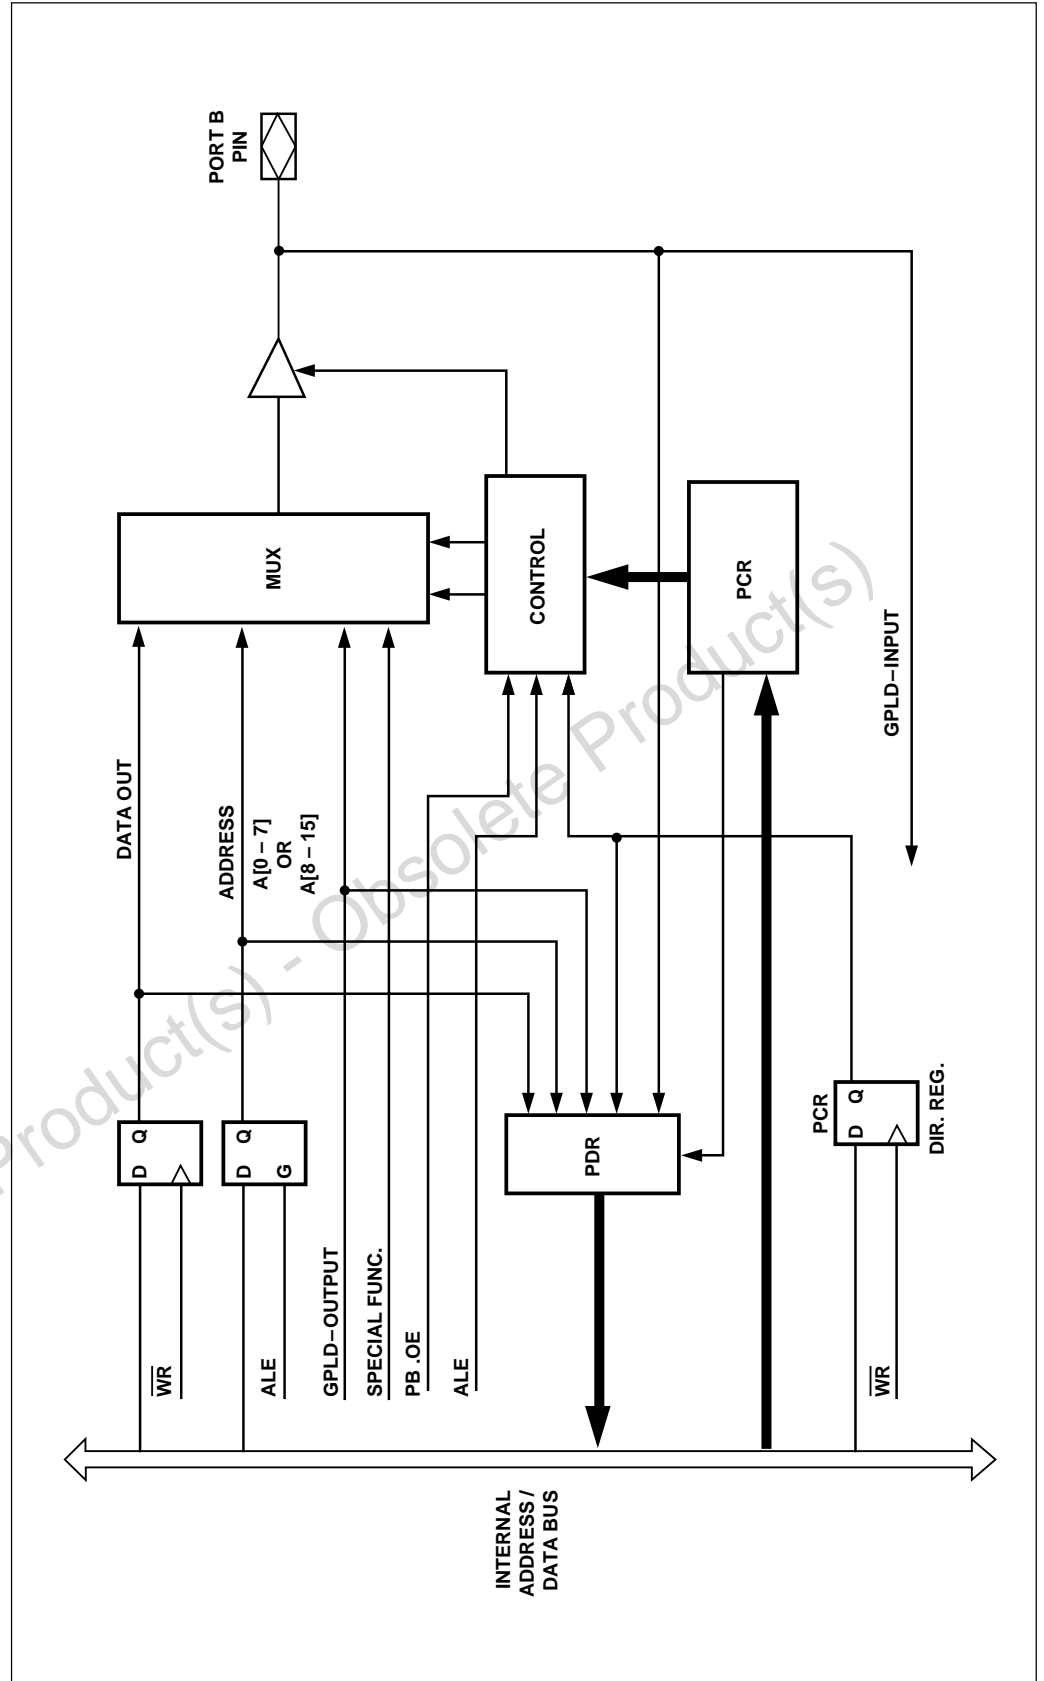 PORT B
PIN
MUX
CONTROL
PCR
GPLD–INPUT
DATA OUT
ADDRESS
A[0 – 7]
OR
A[8 – 15]
D Q
D Q
G
PDR
PCR
D Q
DIR. REG.
WR
ALE
GPLD–OUTPUT
SPECIAL FUNC.
PB .OE
ALE
WR
INTERNAL
ADDRESS /
DATA BUS
Product(s) - Obsolete Product(s)